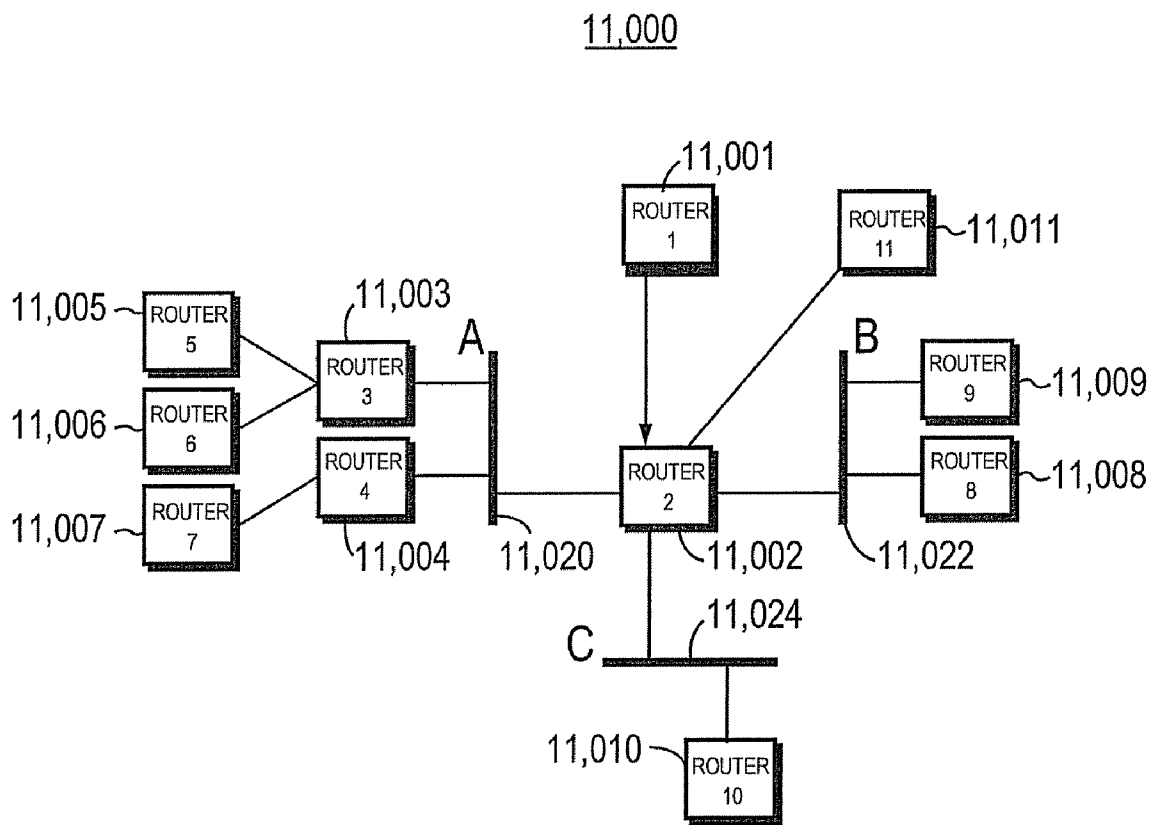 11,000
11,001
ROUTER
1
ROUTER
11
11,011
11,005
ROUTER
5
11,003
ROUTER
3
A
B
ROUTER
9
11,009
11,006
ROUTER
6
ROUTER
4
ROUTER
2
ROUTER
8
11,008
11,007
ROUTER
7
11,004
11,020
11,002
11,022
C
11,024
11,010
ROUTER
10